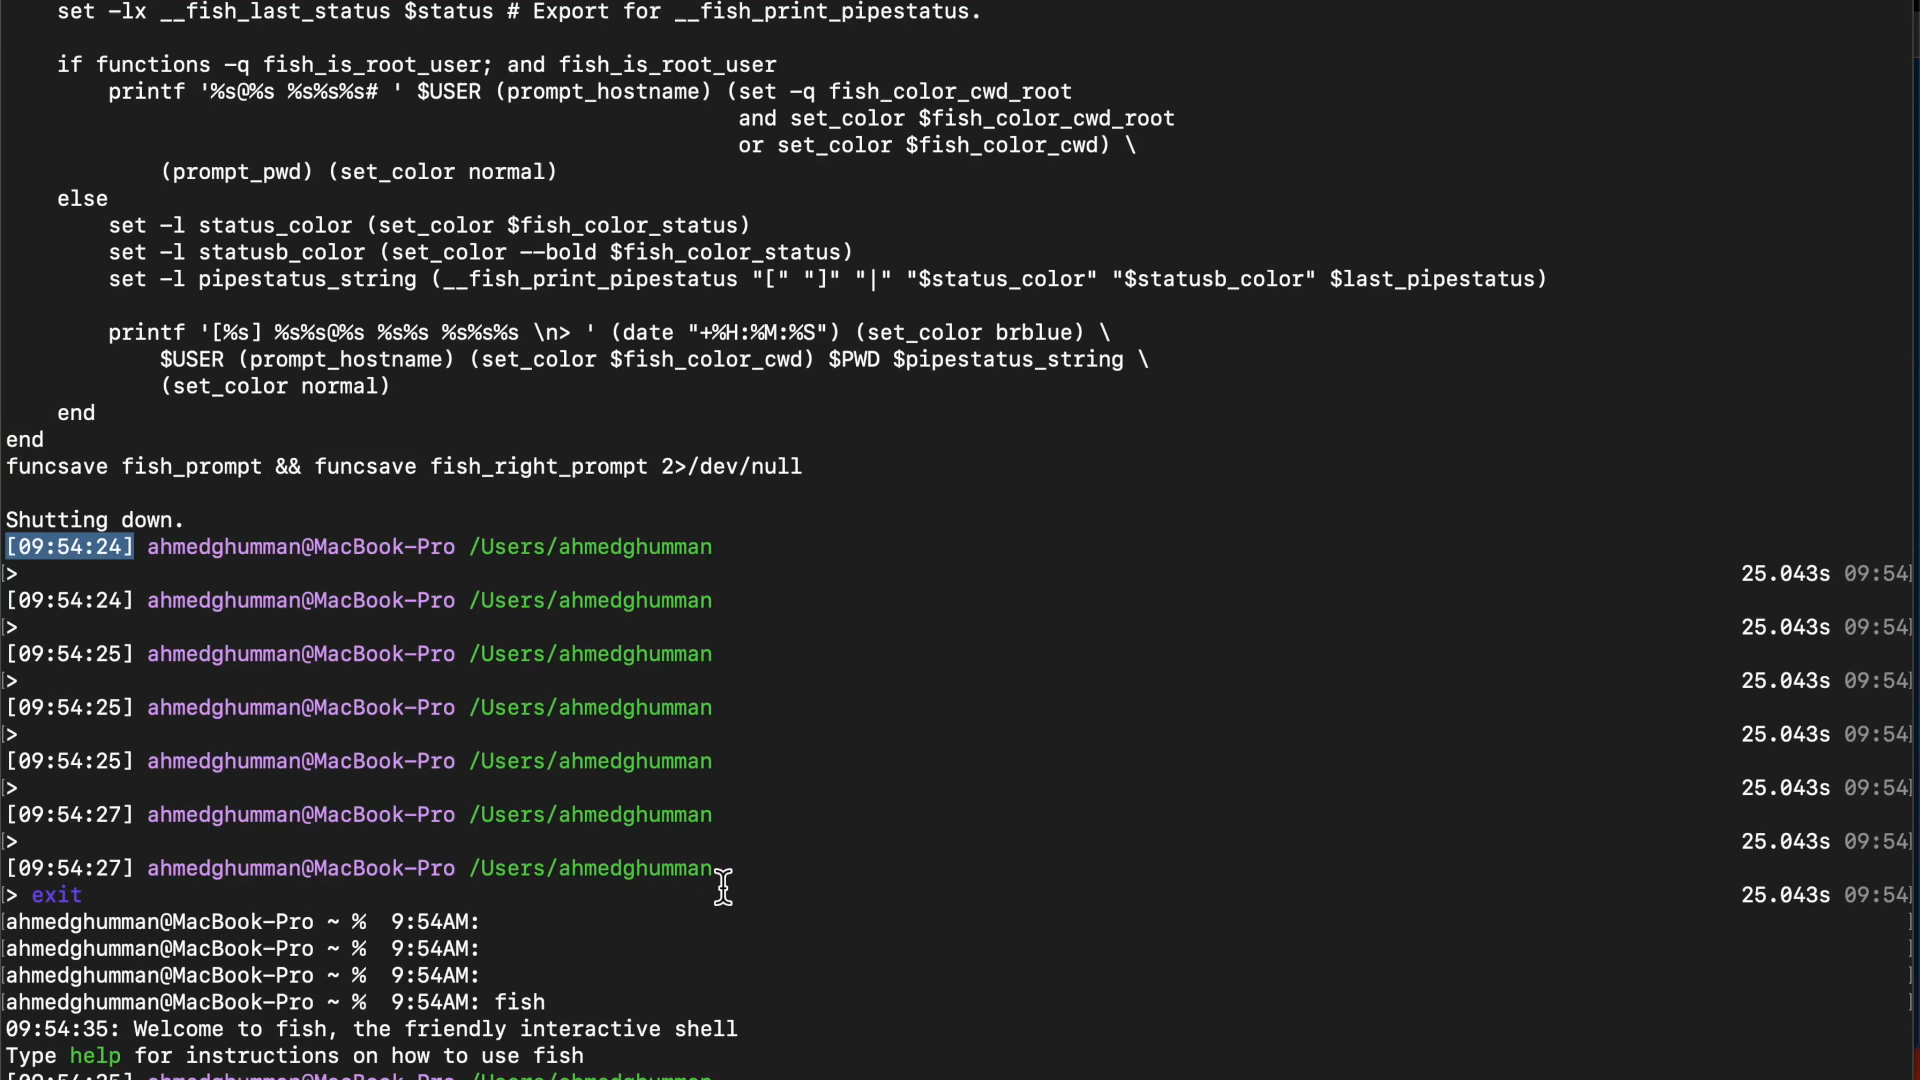 set -lx __fish_last_status $status # Export for __fish_print_pipestatus.
if functions -q fish_is_root_user; and fish_is_root_user
printf '%s@%s %s%s%s# ' $USER (prompt_hostname) (set -q fish_color_cwd_root
and set_color $fish_color_cwd_root
or set_color $fish_color_cwd) \
(prompt_pwd) (set_color normal)
else
set -l status_color (set_color $fish_color_status)
set -l statusb_color (set_color --bold $fish_color_status)
set -l pipestatus_string (__fish_print_pipestatus "[" "]" "|" "$status_color" "$statusb_color" $last_pipestatus)
printf '[%s] %s%s@%s %s%s %s%s%s \n> ' (date "+%H:%M:%S") (set_color brblue) \
$USER (prompt_hostname) (set_color $fish_color_cwd) $PWD $pipestatus_string \
(set_color normal)
end
end
funcsave fish_prompt && funcsave fish_right_prompt 2>/dev/null
Shutting down.
[09:54:24] ahmedghumman@MacBook-Pro /Users/ahmedghumman
> 25.043s 09:54
[09:54:24] ahmedghumman@MacBook-Pro /Users/ahmedghumman
> 25.043s 09:54
[09:54:25] ahmedghumman@MacBook-Pro /Users/ahmedghumman
> 25.043s 09:54
[09:54:25] ahmedghumman@MacBook-Pro /Users/ahmedghumman
> 25.043s 09:54
[09:54:25] ahmedghumman@MacBook-Pro /Users/ahmedghumman
> 25.043s 09:54
[09:54:27] ahmedghumman@MacBook-Pro /Users/ahmedghumman
> 25.043s 09:54
[09:54:27] ahmedghumman@MacBook-Pro /Users/ahmedghumman
> exit 25.043s 09:54
ahmedghumman@MacBook-Pro ~ % 9:54AM:
ahmedghumman@MacBook-Pro ~ % 9:54AM:
ahmedghumman@MacBook-Pro ~ % 9:54AM:
ahmedghumman@MacBook-Pro ~ % 9:54AM: fish
09:54:35: Welcome to fish, the friendly interactive shell
Type help for instructions on how to use fish
[09:54:35] ahmedghumman@MacBook-Pro /Users/ahmedghumman